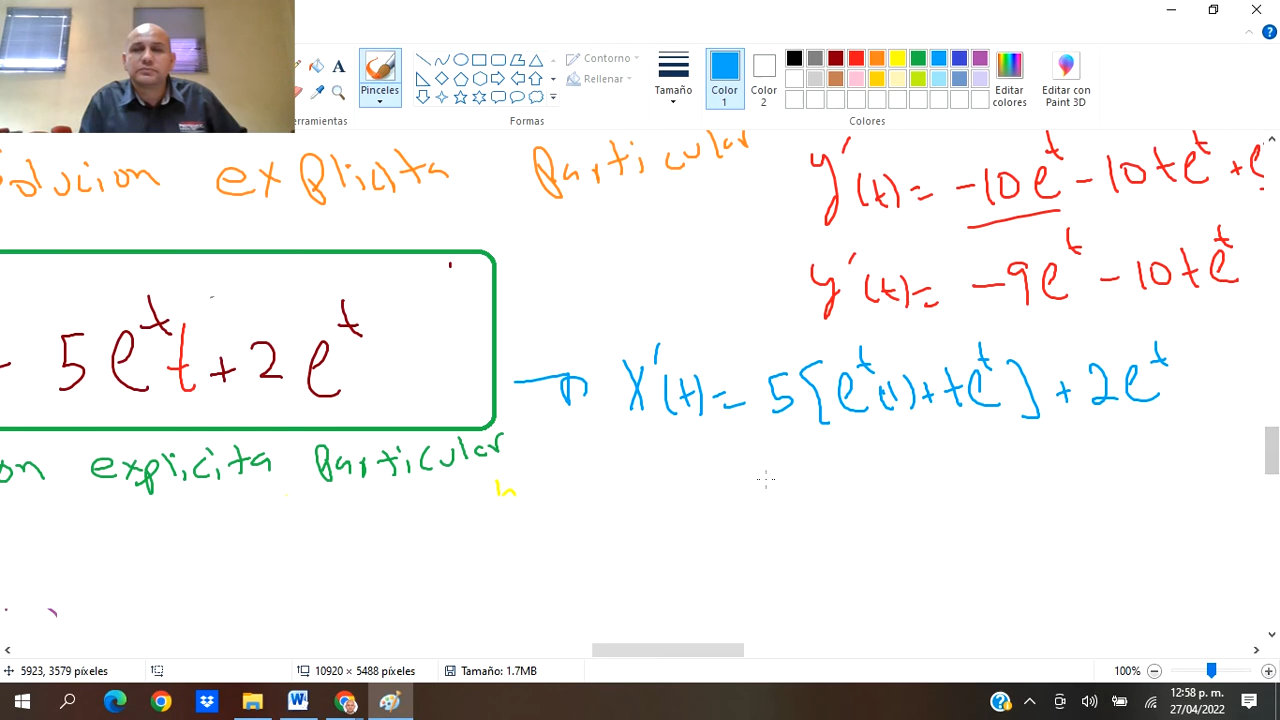 Contorno
Rellenar
Pinceles
Tamaño
Color 1
Color 2
Editar colores
Editar con Paint 3D
erramientas
Formas
Colores
olucion explicita particular
y'(t) = -10e^t - 10te^t + e
y'(t) = -9e^t - 10te^t
5e^t t + 2e^t
x'(t) = 5[e^t(1) + te^t] + 2e^t
on explicita particular
5923, 3579 píxeles
10920 × 5488 píxeles
Tamaño: 1.7MB
100%
12:58 p. m.
27/04/2022